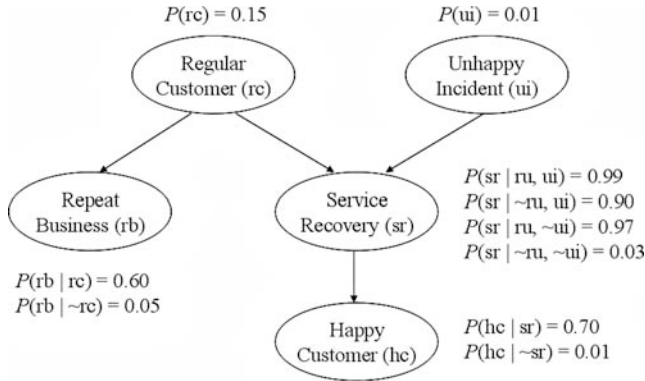 P(rc) = 0.15
P(ui) = 0.01
Regular
Customer (rc)
Unhappy
Incident (ui)
Repeat
Business (rb)
Service
Recovery (sr)
P(sr | ru, ui) = 0.99
P(sr | ~ru, ui) = 0.90
P(sr | ru, ~ui) = 0.97
P(sr | ~ru, ~ui) = 0.03
P(rb | rc) = 0.60
P(rb | ~rc) = 0.05
Happy
Customer (hc)
P(hc | sr) = 0.70
P(hc | ~sr) = 0.01